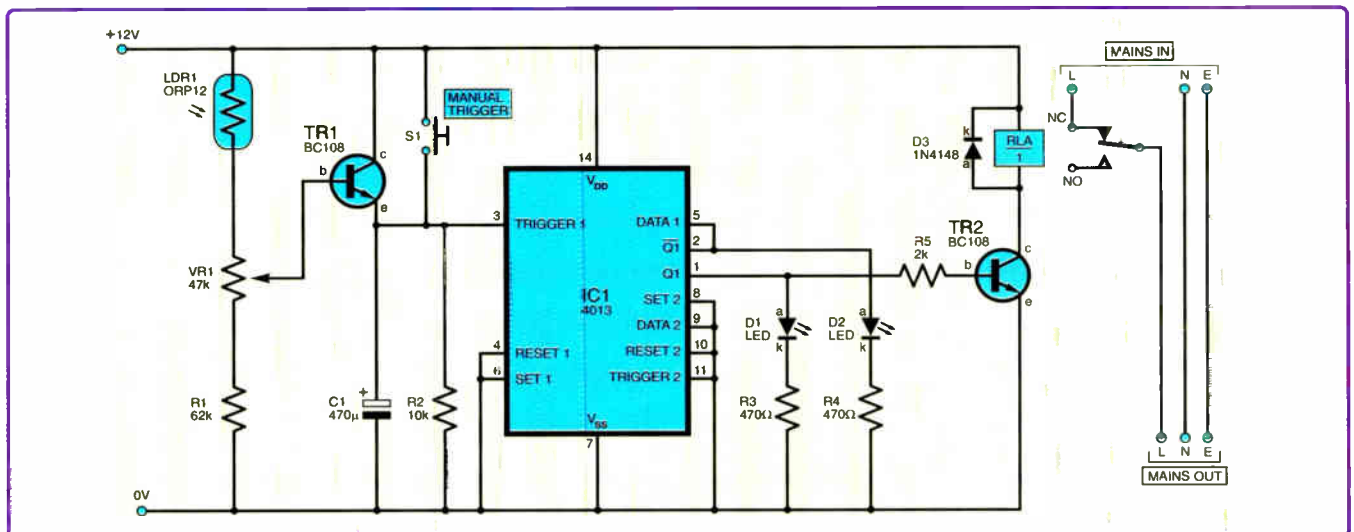 +12V
LDR1
ORP12
TR1
BC108
b
c
e
MANUAL
TRIGGER
S1
VR1
47k
R1
62k
C1
470µ
+
R2
10k
14
VDD
3
TRIGGER 1
DATA 1
5
Q1
2
Q1
1
IC1
4013
SET 2
8
DATA 2
9
4
RESET 1
RESET 2
10
6
SET 1
TRIGGER 2
11
VSS
7
0V
D1
LED
a
k
D2
LED
a
k
R3
470Ω
R4
470Ω
R5
2k
D3
1N4148
k
a
RLA
1
TR2
BC108
b
c
e
MAINS IN
L
N
E
NC
NO
L
N
E
MAINS OUT